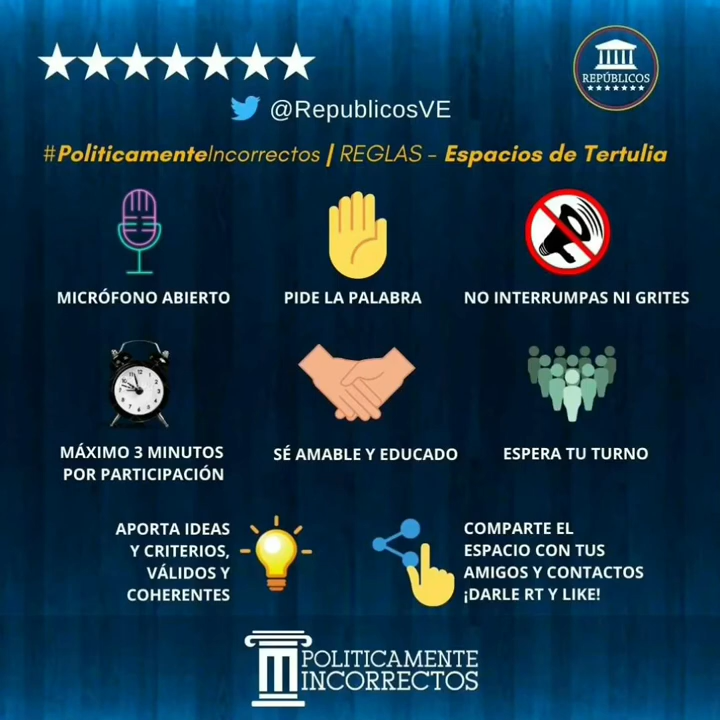 RÉPUBLICOS
@RepublicosVE
#PoliticamenteIncorrectos | REGLAS - Espacios de Tertulia
MICRÓFONO ABIERTO
PIDE LA PALABRA
NO INTERRUMPAS NI GRITES
MÁXIMO 3 MINUTOS
POR PARTICIPACIÓN
SÉ AMABLE Y EDUCADO
ESPERA TU TURNO
APORTA IDEAS
Y CRITERIOS,
VÁLIDOS Y
COHERENTES
COMPARTE EL
ESPACIO CON TUS
AMIGOS Y CONTACTOS
¡DARLE RT Y LIKE!
POLITICAMENTE
INCORRECTOS